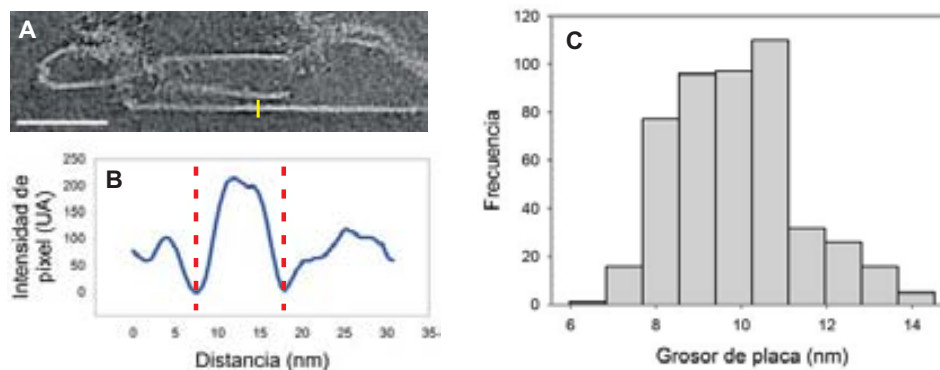 A
B
Intensidad de
pixel (UA)
250
200
150
100
50
0
0 5 10 15 20 25 30 35
Distancia (nm)
C
Frecuencia
120
100
80
60
40
20
0
6 8 10 12 14
Grosor de placa (nm)